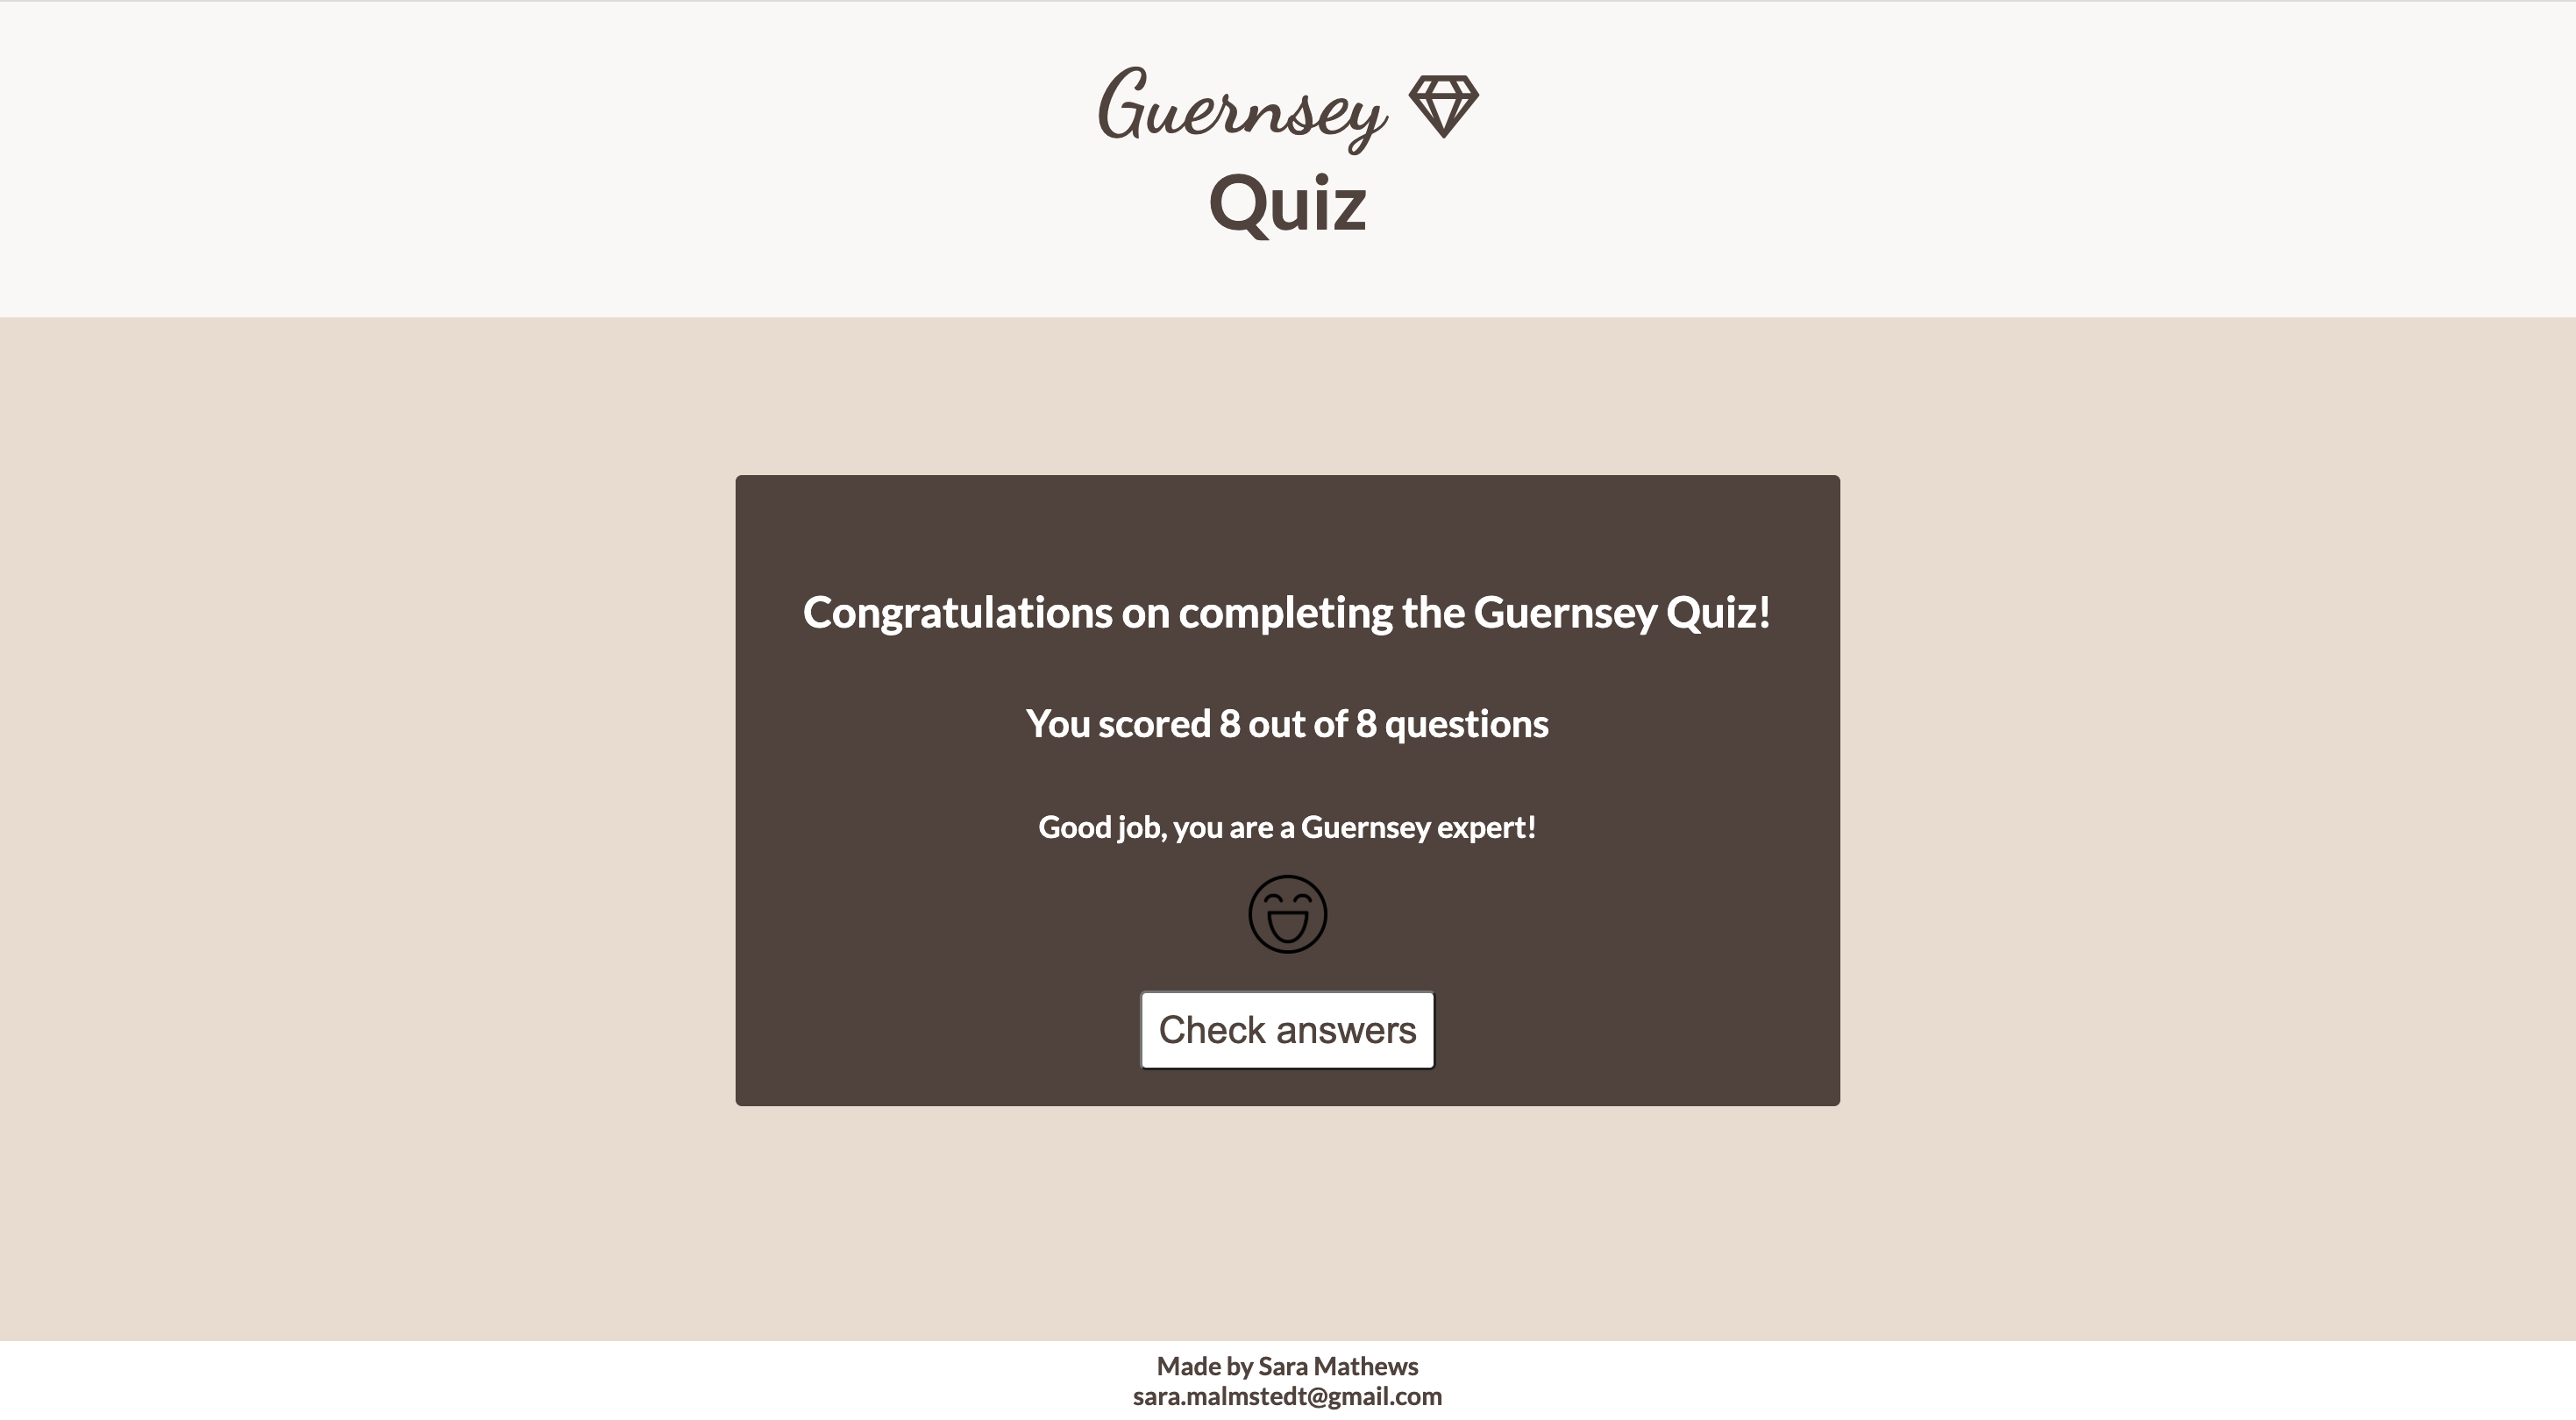 Guernsey
Quiz
Congratulations on completing the Guernsey Quiz!
You scored 8 out of 8 questions
Good job, you are a Guernsey expert!
Check answers
Made by Sara Mathews
sara.malmstedt@gmail.com